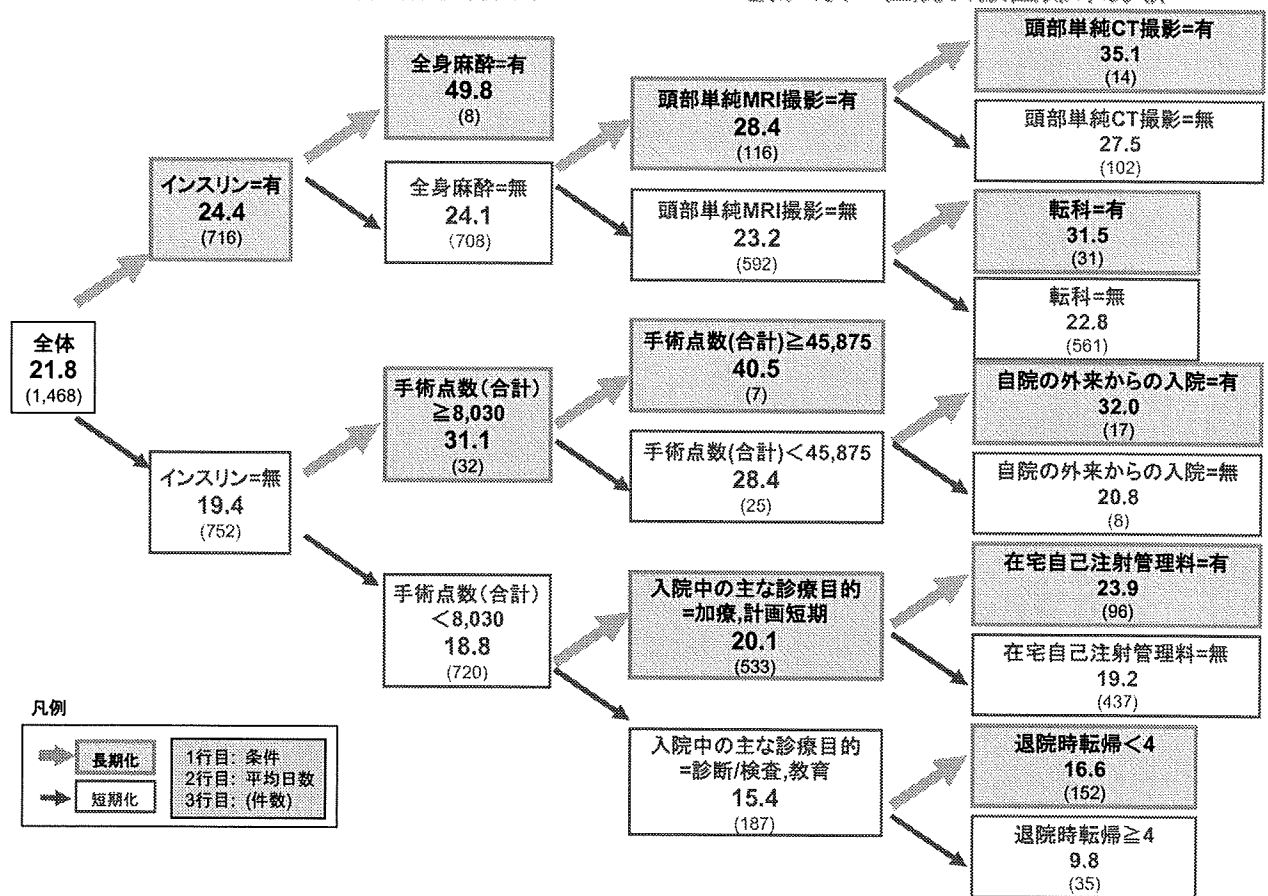 頭部単純CT撮影=有
35.1
(14)
全身麻酔=有
49.8
(8)
頭部単純MRI撮影=有
28.4
(116)
頭部単純CT撮影=無
27.5
(102)
インスリン=有
24.4
(716)
全身麻酔=無
24.1
(708)
頭部単純MRI撮影=無
23.2
(592)
転科=有
31.5
(31)
転科=無
22.8
(561)
全体
21.8
(1,468)
手術点数(合計)≧45,875
40.5
(7)
手術点数(合計)
≧8,030
31.1
(32)
自院の外来からの入院=有
32.0
(17)
手術点数(合計)<45,875
28.4
(25)
自院の外来からの入院=無
20.8
(8)
インスリン=無
19.4
(752)
手術点数(合計)
<8,030
18.8
(720)
入院中の主な診療目的
=加療,計画短期
20.1
(533)
在宅自己注射管理料=有
23.9
(96)
在宅自己注射管理料=無
19.2
(437)
入院中の主な診療目的
=診断/検査,教育
15.4
(187)
退院時転帰<4
16.6
(152)
退院時転帰≧4
9.8
(35)
凡例
長期化
短期化
1行目: 条件
2行目: 平均日数
3行目: (件数)